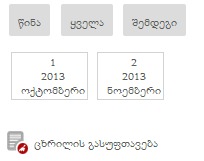 წინა ყველა შემდეგი
1 2
2013 2013
ოქტომბერი ნოემბერი
ცხრილის გასუფთავება